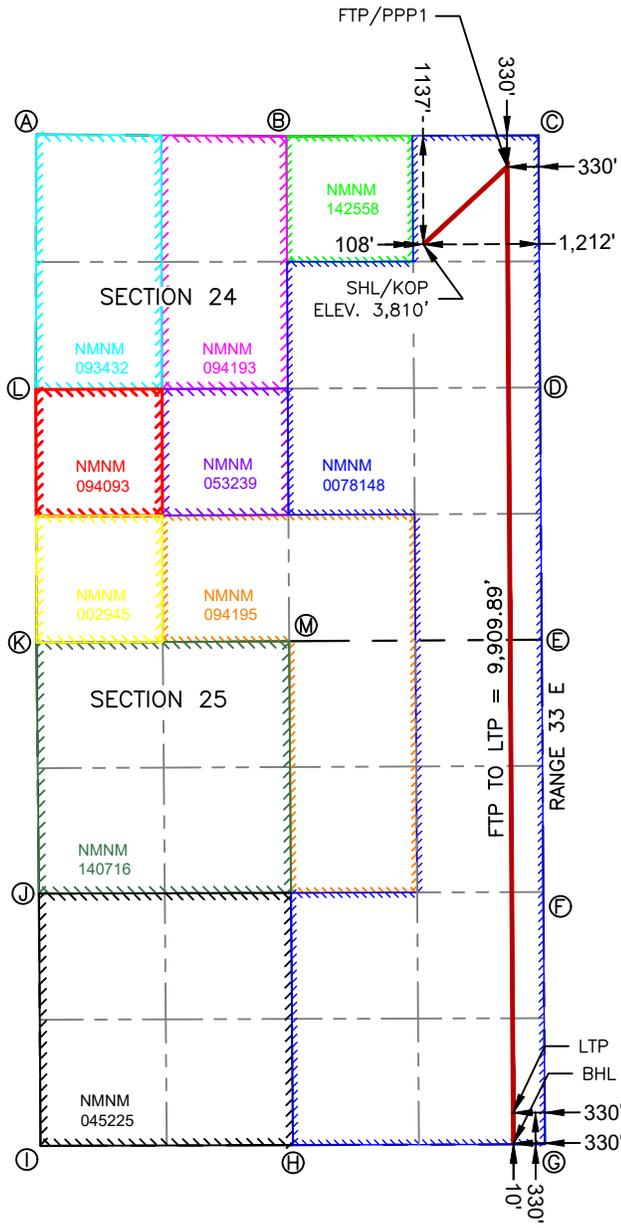 FTP/PPP1
1137'
330'
A
B
C
330'
NMNM
142558
108'
1,212'
SHL/KOP
ELEV. 3,810'
SECTION 24
NMNM
093432
NMNM
094193
L
D
NMNM
094093
NMNM
053239
NMNM
0078148
NMNM
002945
NMNM
094195
K
M
E
SECTION 25
FTP TO LTP = 9,909.89'
RANGE 33 E
NMNM
140716
J
F
LTP
BHL
NMNM
045225
330'
330'
I
H
G
10'
330'